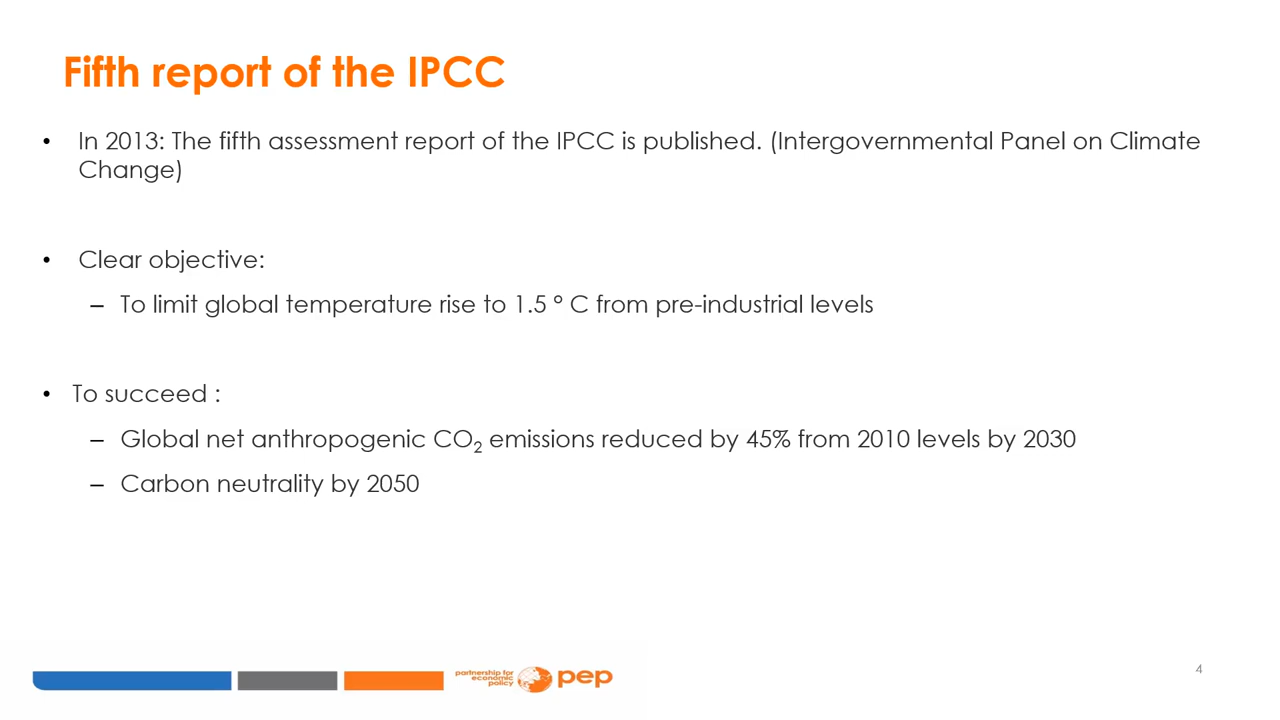 Fifth report of the IPCC
• In 2013: The fifth assessment report of the IPCC is published. (Intergovernmental Panel on Climate
Change)
• Clear objective:
– To limit global temperature rise to 1.5 ° C from pre-industrial levels
• To succeed :
– Global net anthropogenic CO₂ emissions reduced by 45% from 2010 levels by 2030
– Carbon neutrality by 2050
partnership for
economic
policy
pep
4